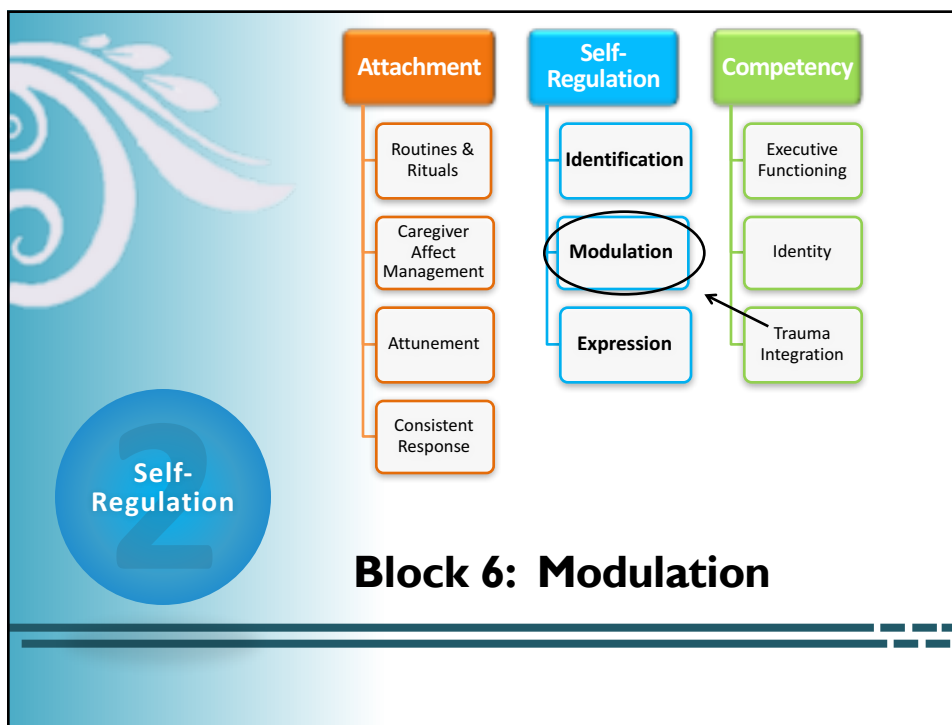 Attachment
Routines &
Rituals
Caregiver
Affect
Management
Attunement
Consistent
Response
Self-
Regulation
Identification
Modulation
Expression
Competency
Executive
Functioning
Identity
Trauma
Integration
2
Self-
Regulation
Block 6: Modulation